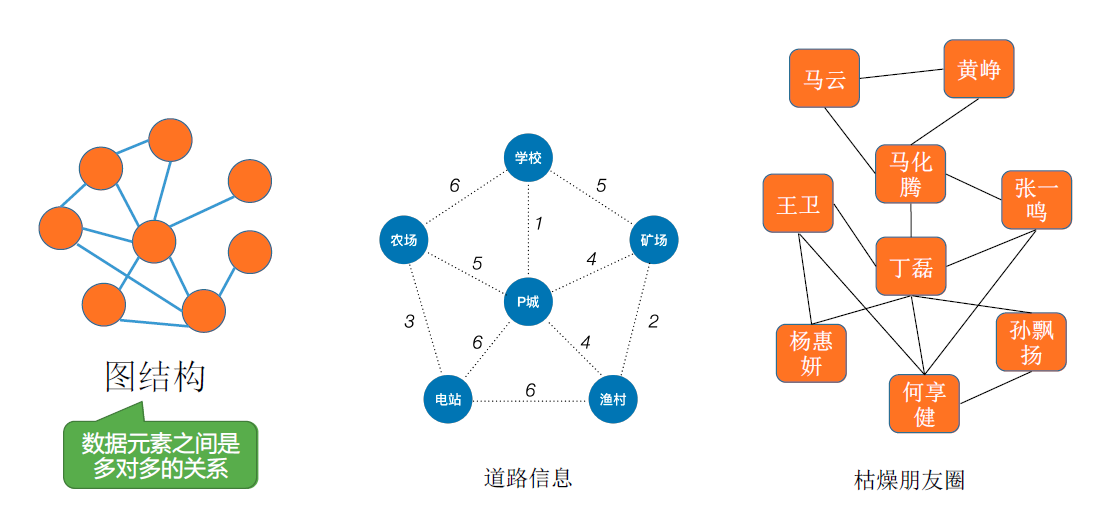 图结构
数据元素之间是
多对多的关系
学校
6
5
1
农场
矿场
5
4
P城
3
2
6
4
电站
6
渔村
道路信息
马云
黄峥
马化
腾
张一
鸣
王卫
丁磊
杨惠
妍
孙飘
扬
何享
健
枯燥朋友圈